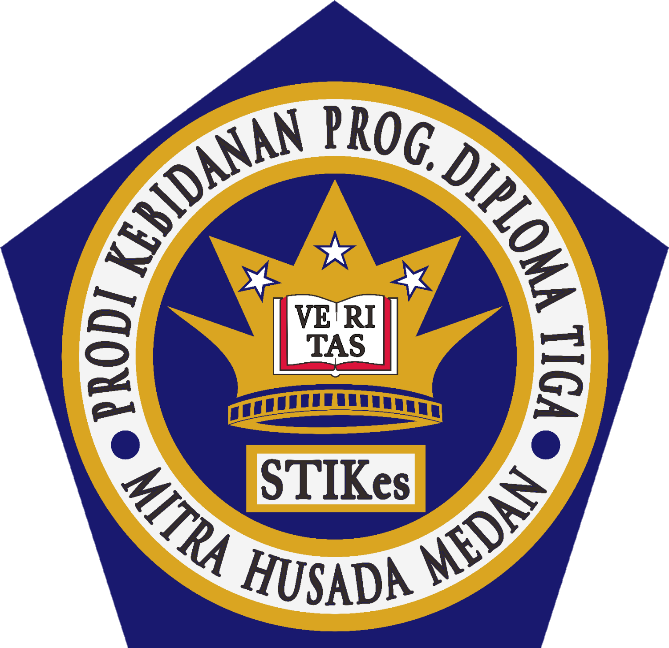 PRODI KEBIDANAN PROG. DIPLOMA TIGA
VE RI
TAS
STIKes
MITRA HUSADA MEDAN